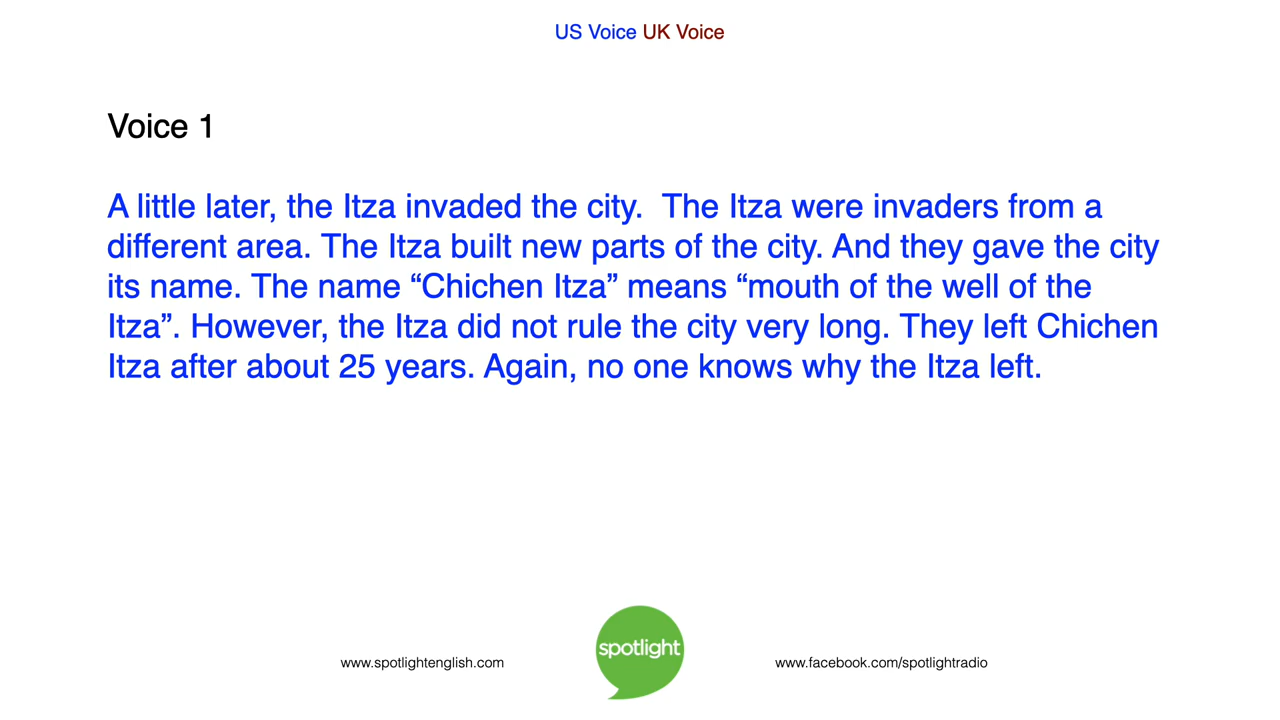 US Voice UK Voice
Voice 1
A little later, the Itza invaded the city.  The Itza were invaders from a
different area. The Itza built new parts of the city. And they gave the city
its name. The name “Chichen Itza” means “mouth of the well of the
Itza”. However, the Itza did not rule the city very long. They left Chichen
Itza after about 25 years. Again, no one knows why the Itza left.
www.spotlightenglish.com
spotlight
www.facebook.com/spotlightradio